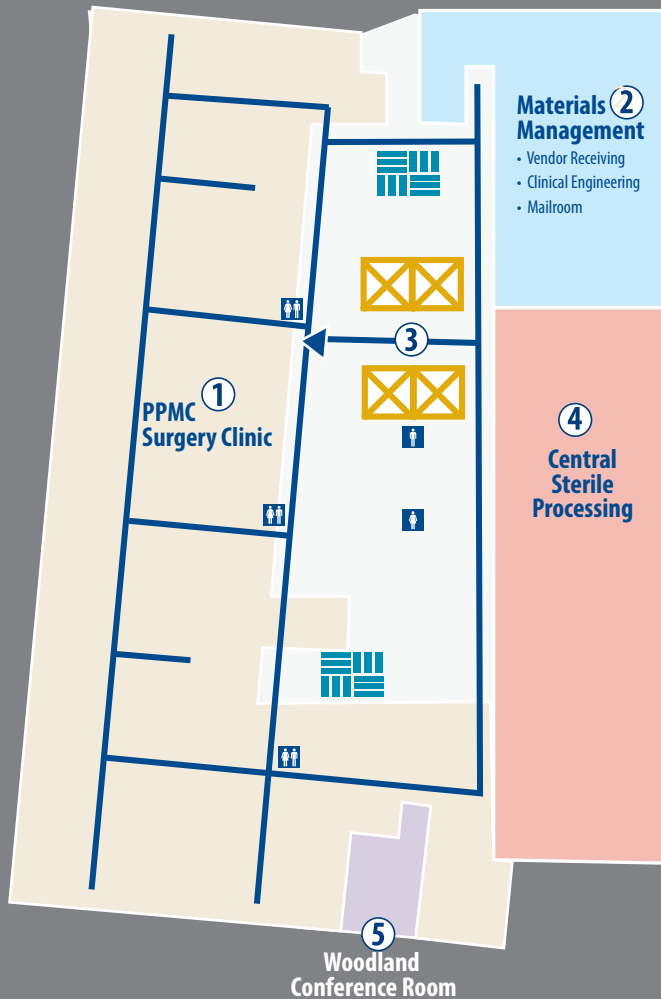 Materials 2
Management
• Vendor Receiving
• Clinical Engineering
• Mailroom
3
1
PPMC
Surgery Clinic
4
Central
Sterile
Processing
5
Woodland
Conference Room